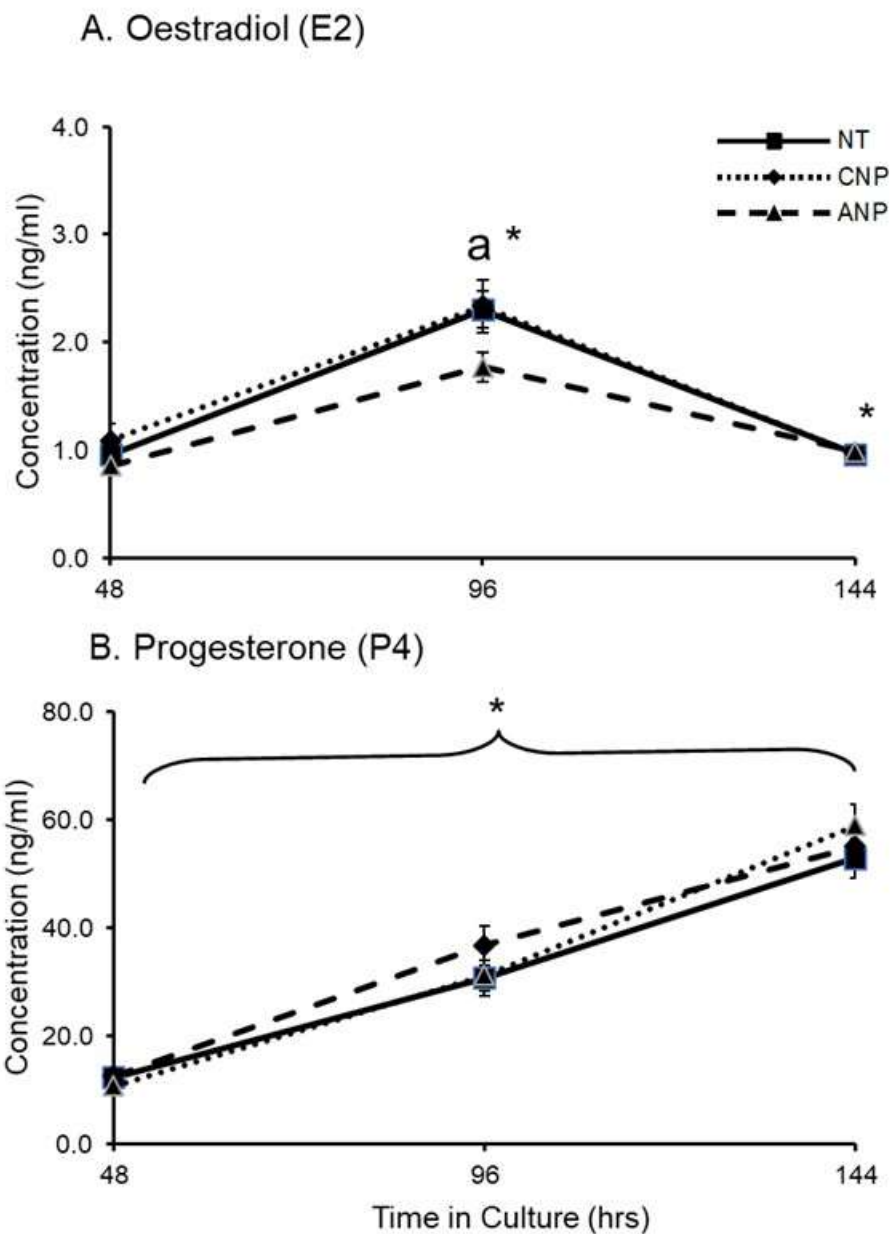 A. Oestradiol (E2)
4.0
3.0
2.0
1.0
0.0
Concentration (ng/ml)
NT
CNP
ANP
a *
*
48 96 144
B. Progesterone (P4)
80.0
60.0
40.0
20.0
0.0
Concentration (ng/ml)
*
48 96 144
Time in Culture (hrs)